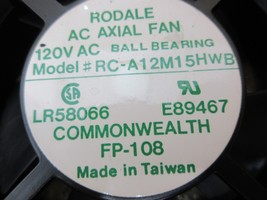 RODALE
AC AXIAL FAN
120V AC BALL BEARING
Model # RC-A12M15HWB
LR58066 E89467
COMMONWEALTH
FP-108
Made in Taiwan